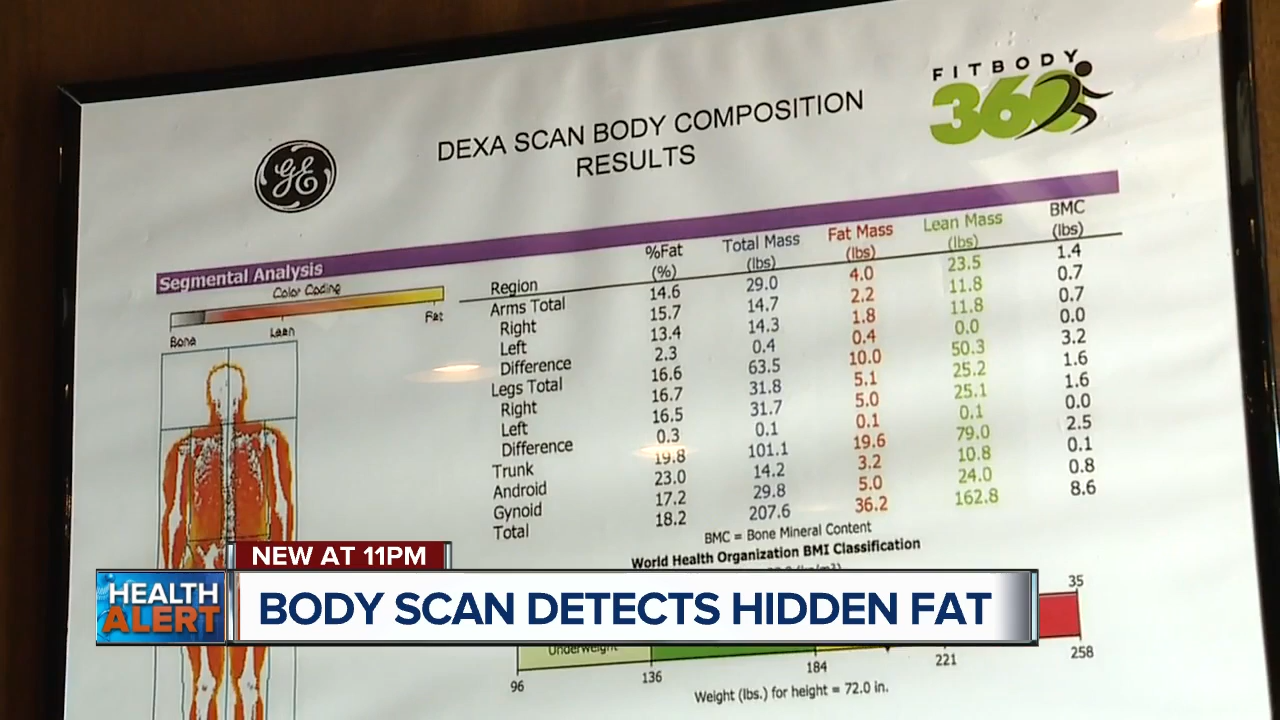 FITBODY
360
GE
DEXA SCAN BODY COMPOSITION
RESULTS
Segmental Analysis
Color Coding
Bone Lean Fat
Region %Fat (%) Total Mass (lbs) Fat Mass (lbs) Lean Mass (lbs) BMC (lbs)
Arms Total 14.6 29.0 4.0 23.5 1.4
Right 15.7 14.7 2.2 11.8 0.7
Left 13.4 14.3 1.8 11.8 0.7
Difference 2.3 0.4 0.4 0.0 0.0
Legs Total 16.6 63.5 10.0 50.3 3.2
Right 16.7 31.8 5.1 25.2 1.6
Left 16.5 31.7 5.0 25.1 1.6
Difference 0.3 0.1 0.1 0.1 0.0
Trunk 19.8 101.1 19.6 79.0 2.5
Android 23.0 14.2 3.2 10.8 0.1
Gynoid 17.2 29.8 5.0 24.0 0.8
Total 18.2 207.6 36.2 162.8 8.6
BMC = Bone Mineral Content
World Health Organization BMI Classification
35
Underweight
96 136 184 221 258
Weight (lbs.) for height = 72.0 in.
NEW AT 11PM
HEALTH
ALERT
BODY SCAN DETECTS HIDDEN FAT